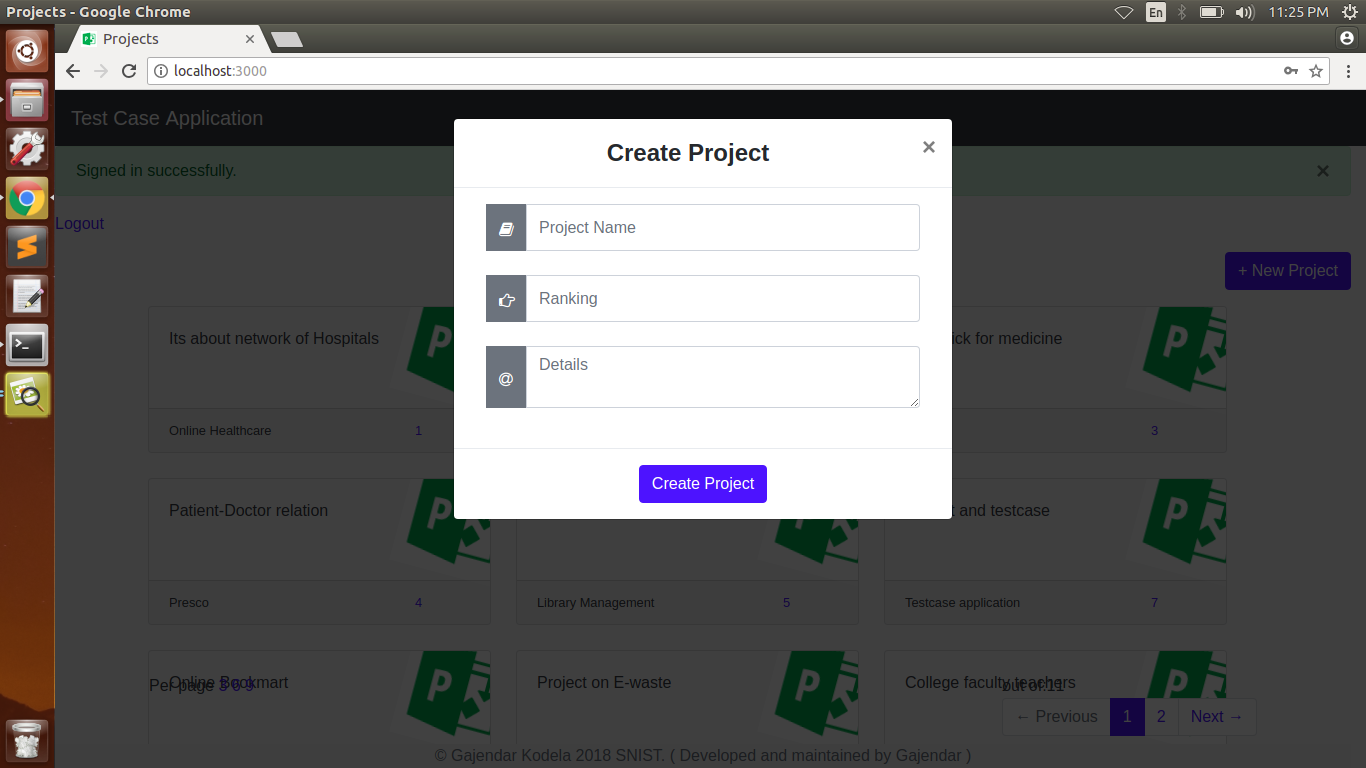 Projects - Google Chrome
En
11:25 PM
Projects
localhost:3000
Test Case Application
Create Project
×
Signed in successfully.
×
Logout
Project Name
+ New Project
Ranking
Its about network of Hospitals
ick for medicine
@
Details
Online Healthcare
1
3
Create Project
Patient-Doctor relation
t and testcase
Presco
4
Library Management
5
Testcase application
7
Online Bookmart
Project on E-waste
College faculty teachers
Per page 3 6 9
out of:11
← Previous
1
2
Next →
© Gajendar Kodela 2018 SNIST. ( Developed and maintained by Gajendar )